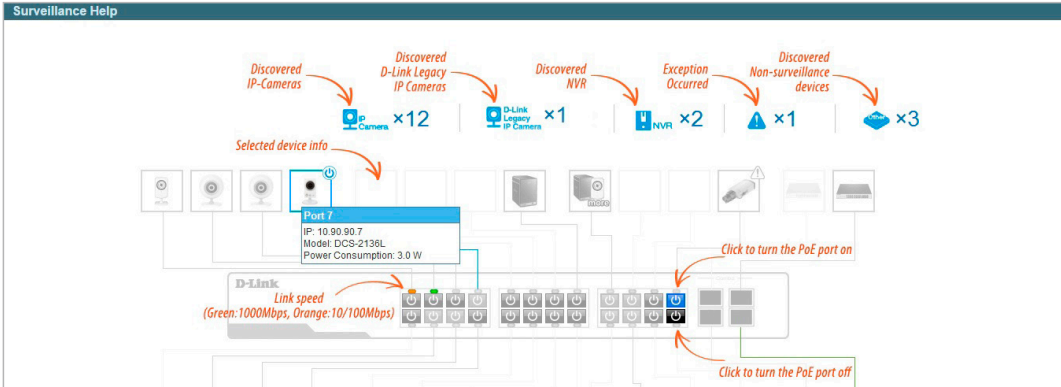 Surveillance Help
Discovered
IP-Cameras
Discovered
D-Link Legacy
IP Cameras
Discovered
NVR
Exception
Occurred
Discovered
Non-surveillance
devices
IP
Camera
×12
D-Link
Legacy
IP Camera
×1
NVR
×2
×1
Other
×3
Selected device info
more
Port 7
IP: 10.90.90.7
Model: DCS-2136L
Power Consumption: 3.0 W
Click to turn the PoE port on
D-Link
Link speed
(Green:1000Mbps, Orange:10/100Mbps)
Click to turn the PoE port off